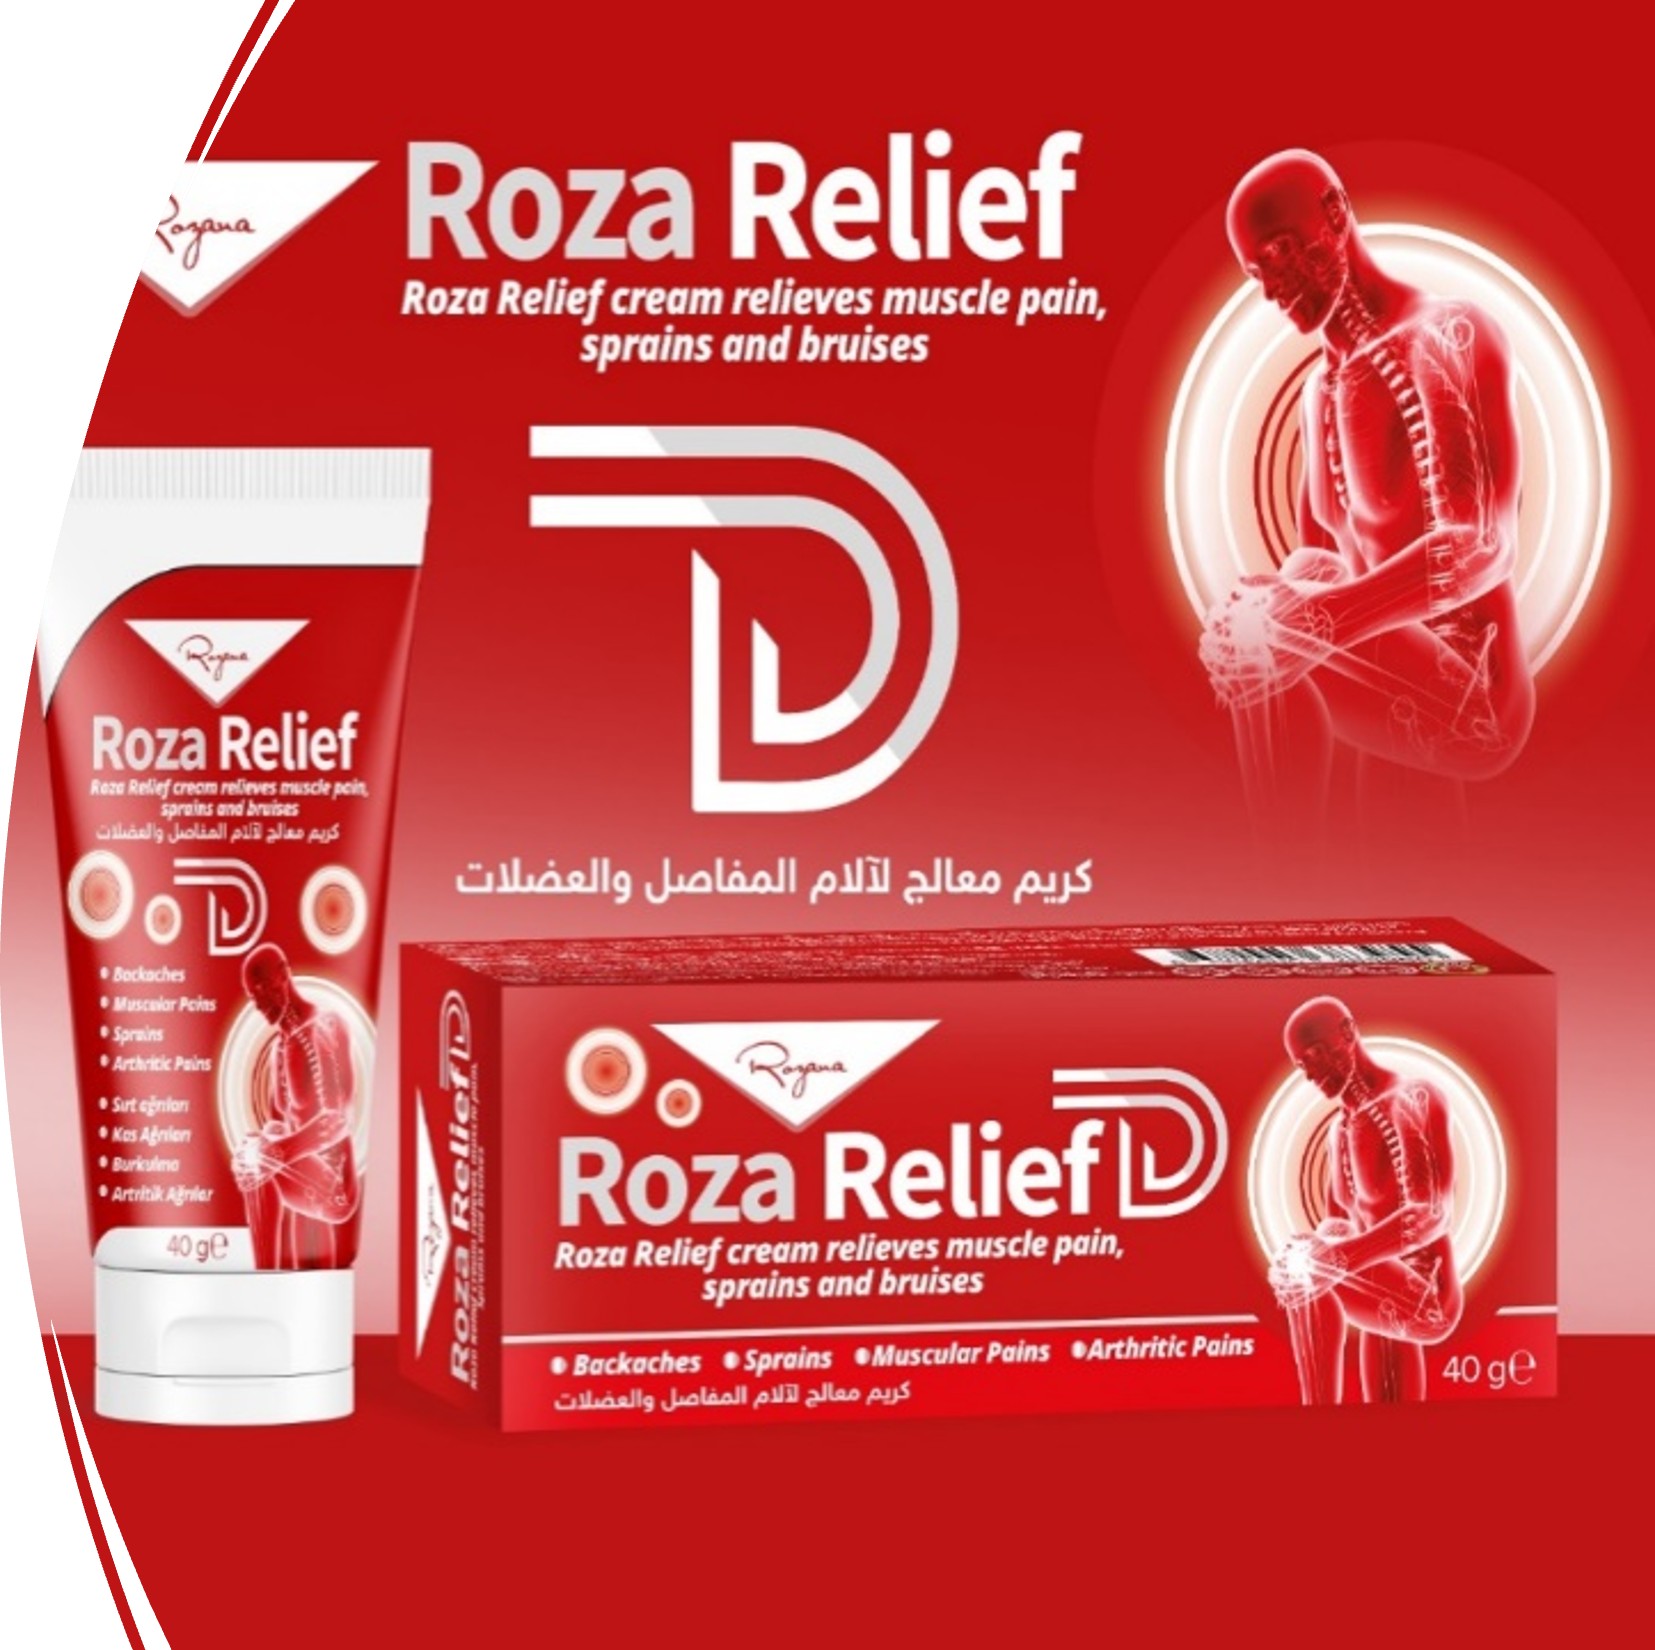 Rozana
Roza Relief
Roza Relief cream relieves muscle pain,
sprains and bruises
D
كريم معالج لآلام المفاصل والعضلات
Rozana
Roza Relief
Roza Relief cream relieves muscle pain,
sprains and bruises
كريم معالج لآلام المفاصل والعضلات
D
Backaches
Muscular Pains
Sprains
Arthritic Pains
Sırt ağrıları
Kas Ağrıları
Burkulma
Artritik Ağrılar
40 g℮
Roza Relief D
Rozana
Roza Relief D
Roza Relief cream relieves muscle pain,
sprains and bruises
Backaches Sprains Muscular Pains Arthritic Pains
كريم معالج لآلام المفاصل والعضلات
40 g℮